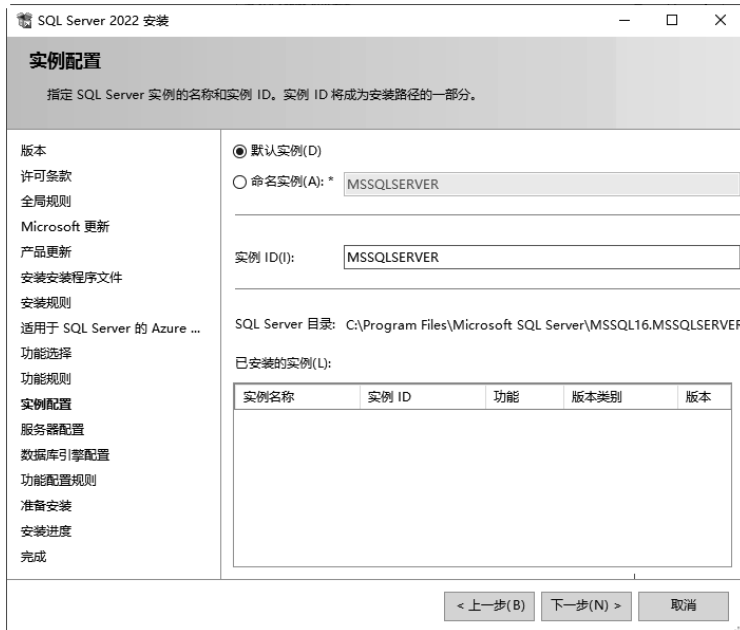 SQL Server 2022 安装
实例配置
指定 SQL Server 实例的名称和实例 ID。实例 ID 将成为安装路径的一部分。
版本
许可条款
全局规则
Microsoft 更新
产品更新
安装安装程序文件
安装规则
适用于 SQL Server 的 Azure ...
功能选择
功能规则
实例配置
服务器配置
数据库引擎配置
功能配置规则
准备安装
安装进度
完成
默认实例(D)
命名实例(A): * MSSQLSERVER
实例 ID(I): MSSQLSERVER
SQL Server 目录: C:\Program Files\Microsoft SQL Server\MSSQL16.MSSQLSERVER
已安装的实例(L):
实例名称 实例 ID 功能 版本类别 版本
< 上一步(B) 下一步(N) > 取消